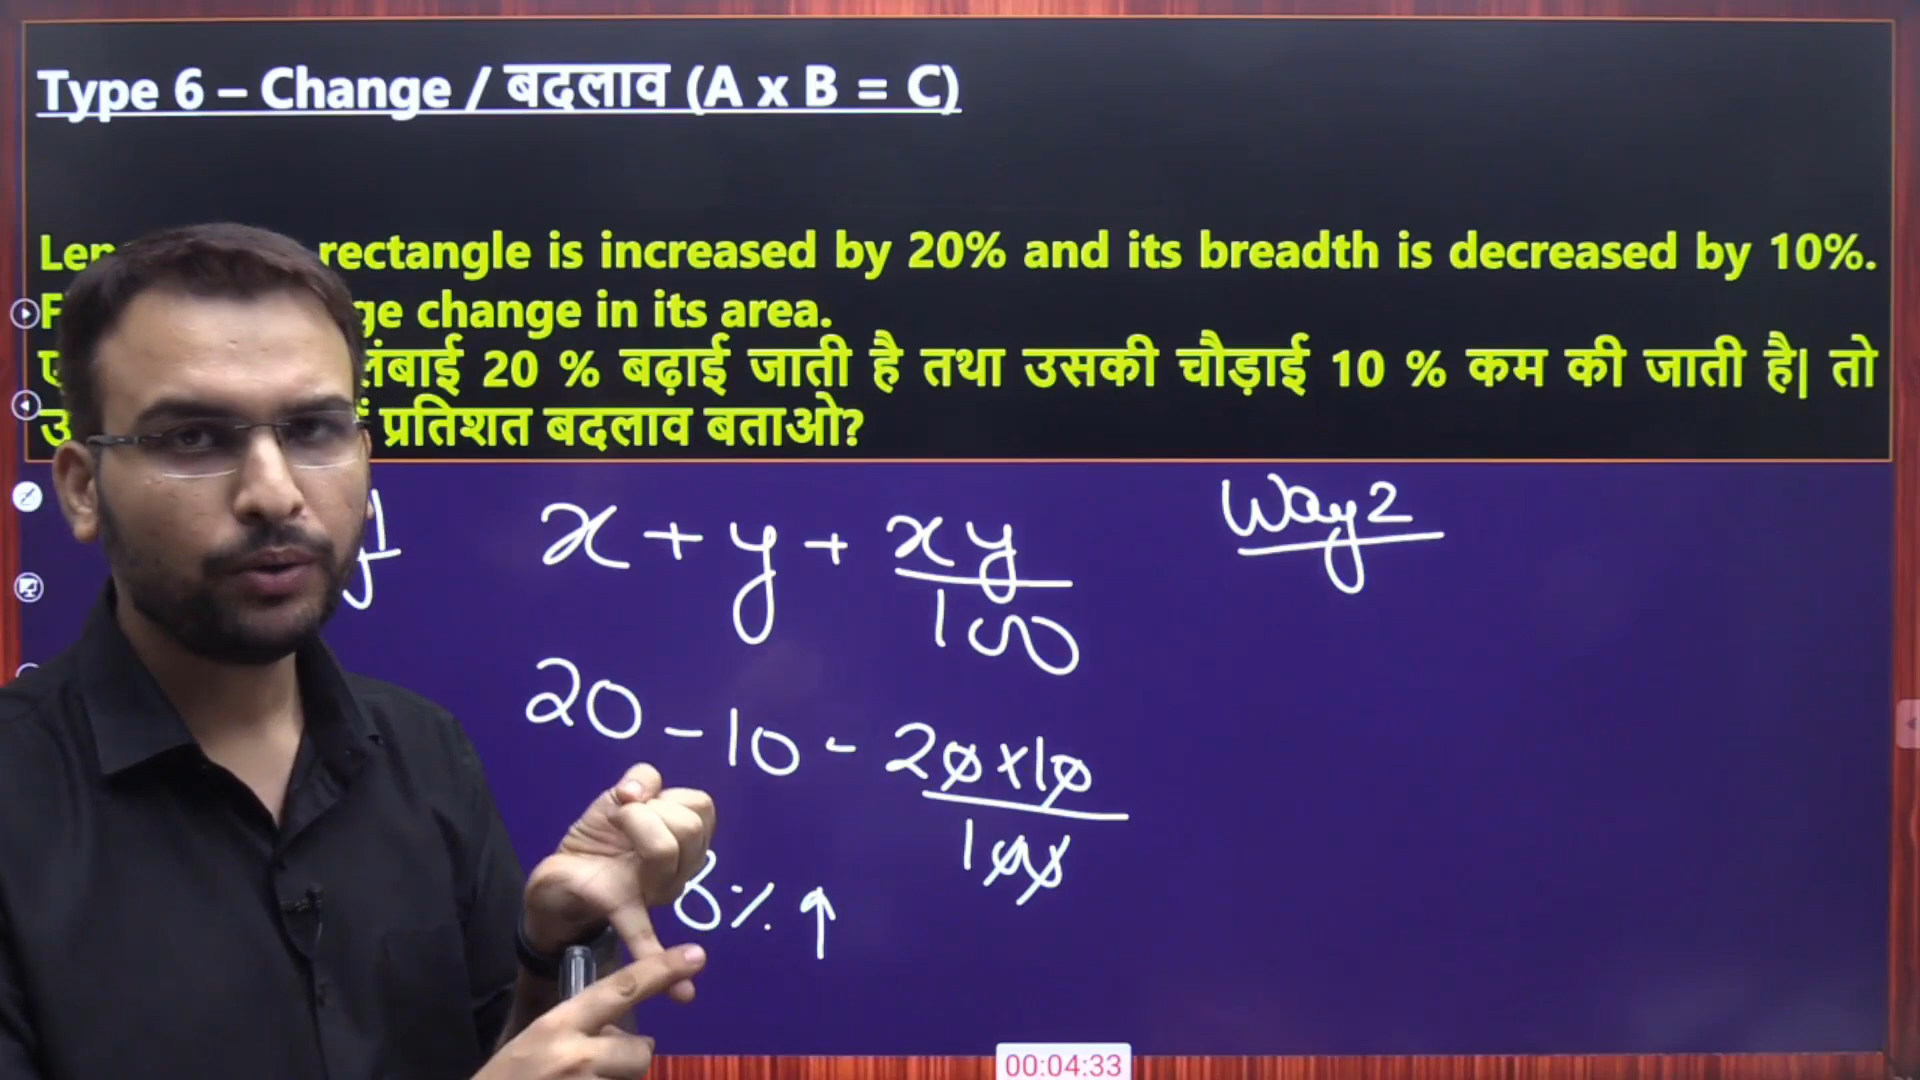 Type 6 – Change / बदलाव (A x B = C)
rectangle is increased by 20% and its breadth is decreased by 10%.
change in its area.
लंबाई 20 % बढ़ाई जाती है तथा उसकी चौड़ाई 10 % कम की जाती है| तो
प्रतिशत बदलाव बताओ?
x + y + xy
100
Way 2
20 - 10 - 20 x 10
100
8% ↑
00:04:33